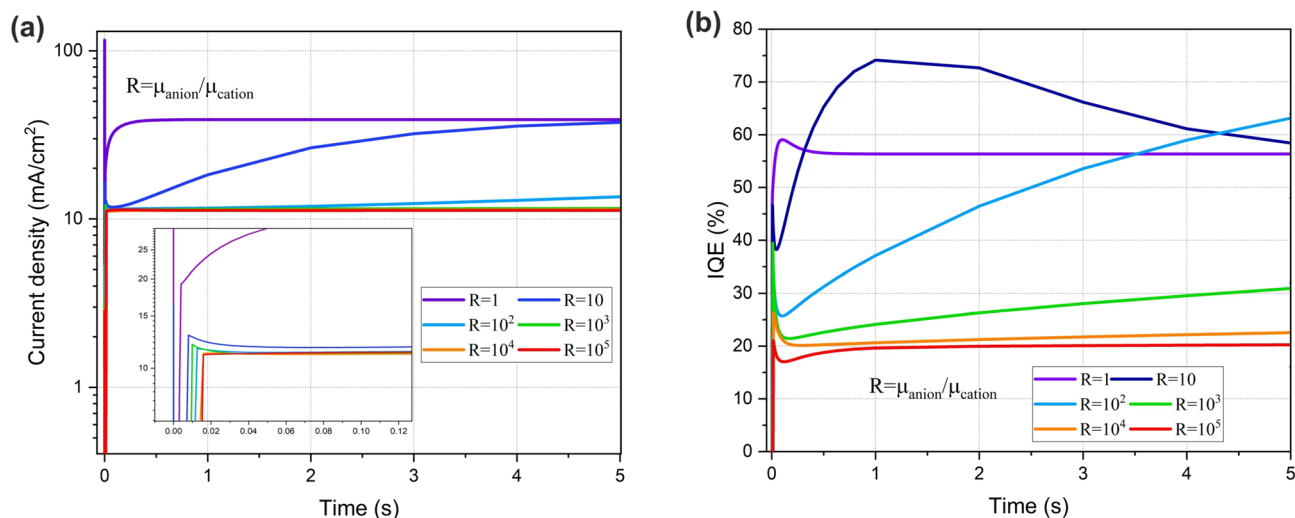 (a)
100
10
1
Current density (mA/cm²)
R=μanion/μcation
25
20
15
10
0.00 0.02 0.04 0.06 0.08 0.10 0.12
R=1 R=10
R=10² R=10³
R=10⁴ R=10⁵
0 1 2 3 4 5
Time (s)
(b)
80
70
60
50
40
30
20
10
0
IQE (%)
R=μanion/μcation
R=1 R=10
R=10² R=10³
R=10⁴ R=10⁵
0 1 2 3 4 5
Time (s)